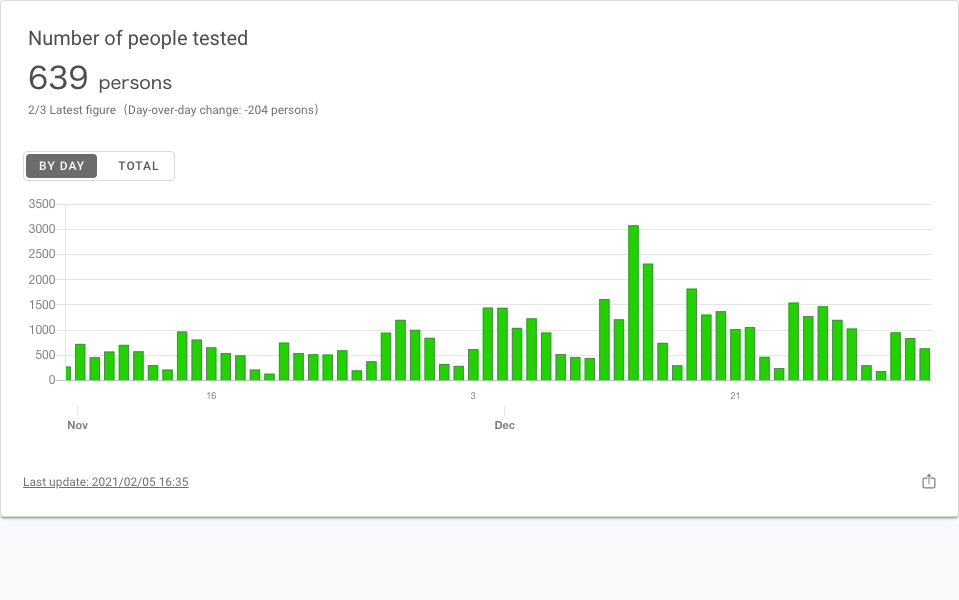 Number of people tested
639 persons
2/3 Latest figure（Day-over-day change: -204 persons）
BY DAY TOTAL
3500
3000
2500
2000
1500
1000
500
0
16 3 21
Nov Dec
Last update: 2021/02/05 16:35